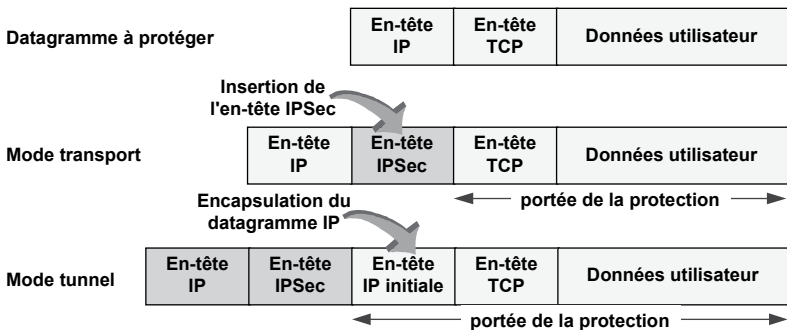 Datagramme à protéger
En-tête IP
En-tête TCP
Données utilisateur
Insertion de
l'en-tête IPSec
Mode transport
En-tête IP
En-tête IPSec
En-tête TCP
Données utilisateur
portée de la protection
Encapsulation du
datagramme IP
Mode tunnel
En-tête IP
En-tête IPSec
En-tête IP initiale
En-tête TCP
Données utilisateur
portée de la protection